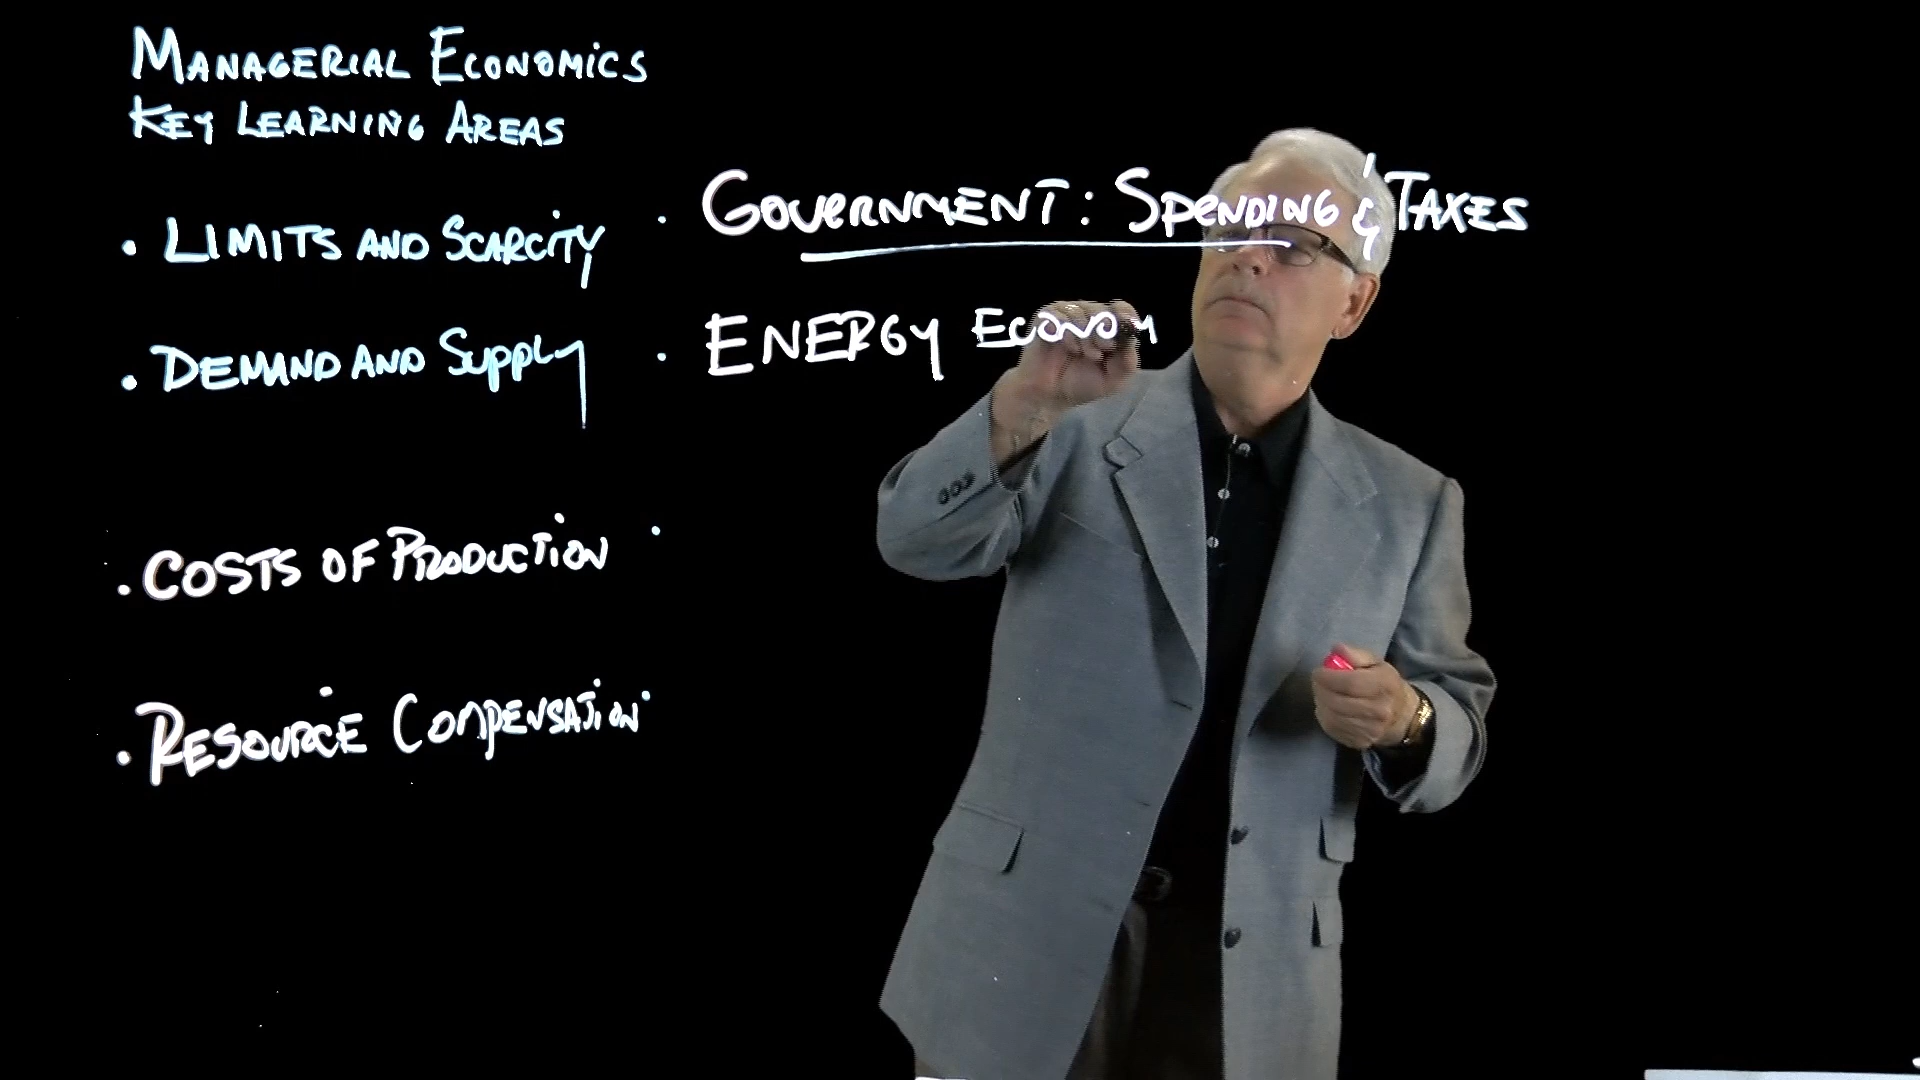 Managerial Economics
Key Learning Areas
• Limits and Scarcity
• Demand and Supply
• Costs of Production
• Resource Compensation
• Government: Spending & Taxes
• Energy Econom